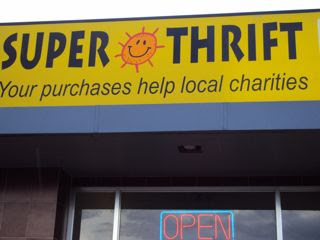 SUPER THRIFT
Your purchases help local charities
OPEN